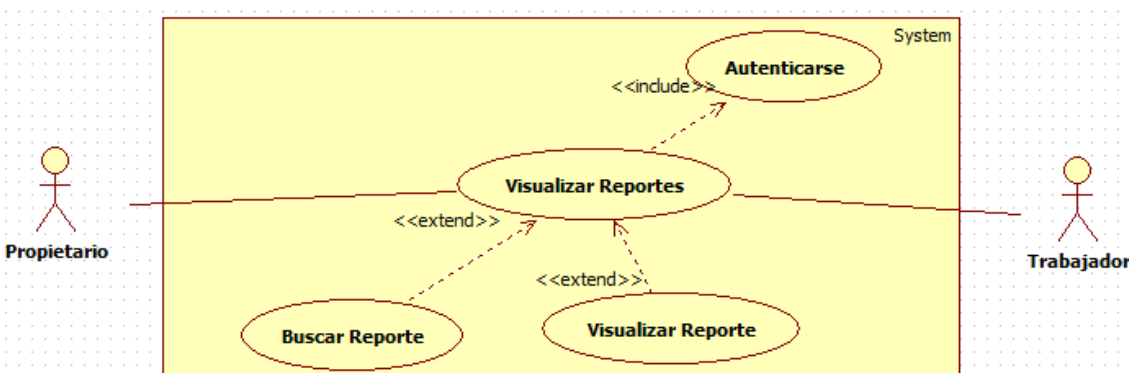 System
Autenticarse
<<include>>
Visualizar Reportes
<<extend>>
Propietario
Trabajador
<<extend>>
Buscar Reporte
Visualizar Reporte